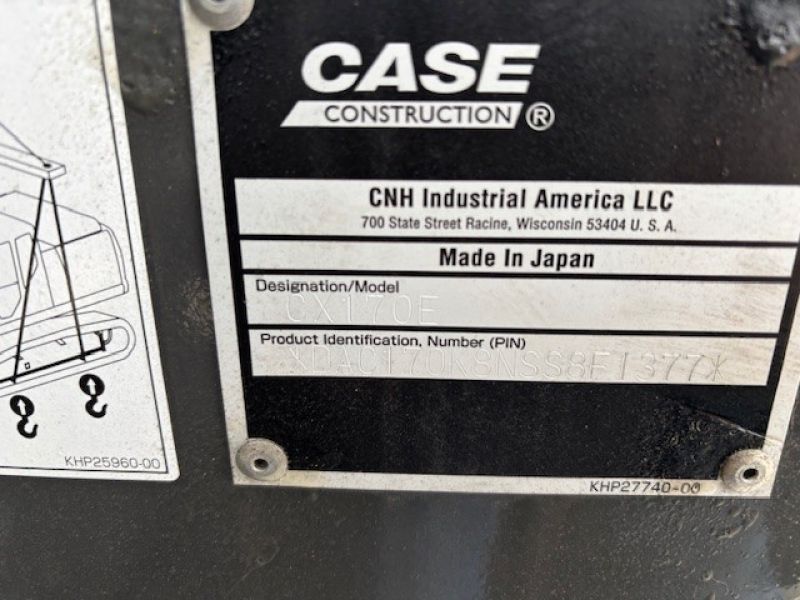 CASE
CONSTRUCTION ®
CNH Industrial America LLC
700 State Street Racine, Wisconsin 53404 U. S. A.
Made In Japan
Designation/Model
CX170E
Product Identification, Number (PIN)
KHP25960-00
KHP27740-00